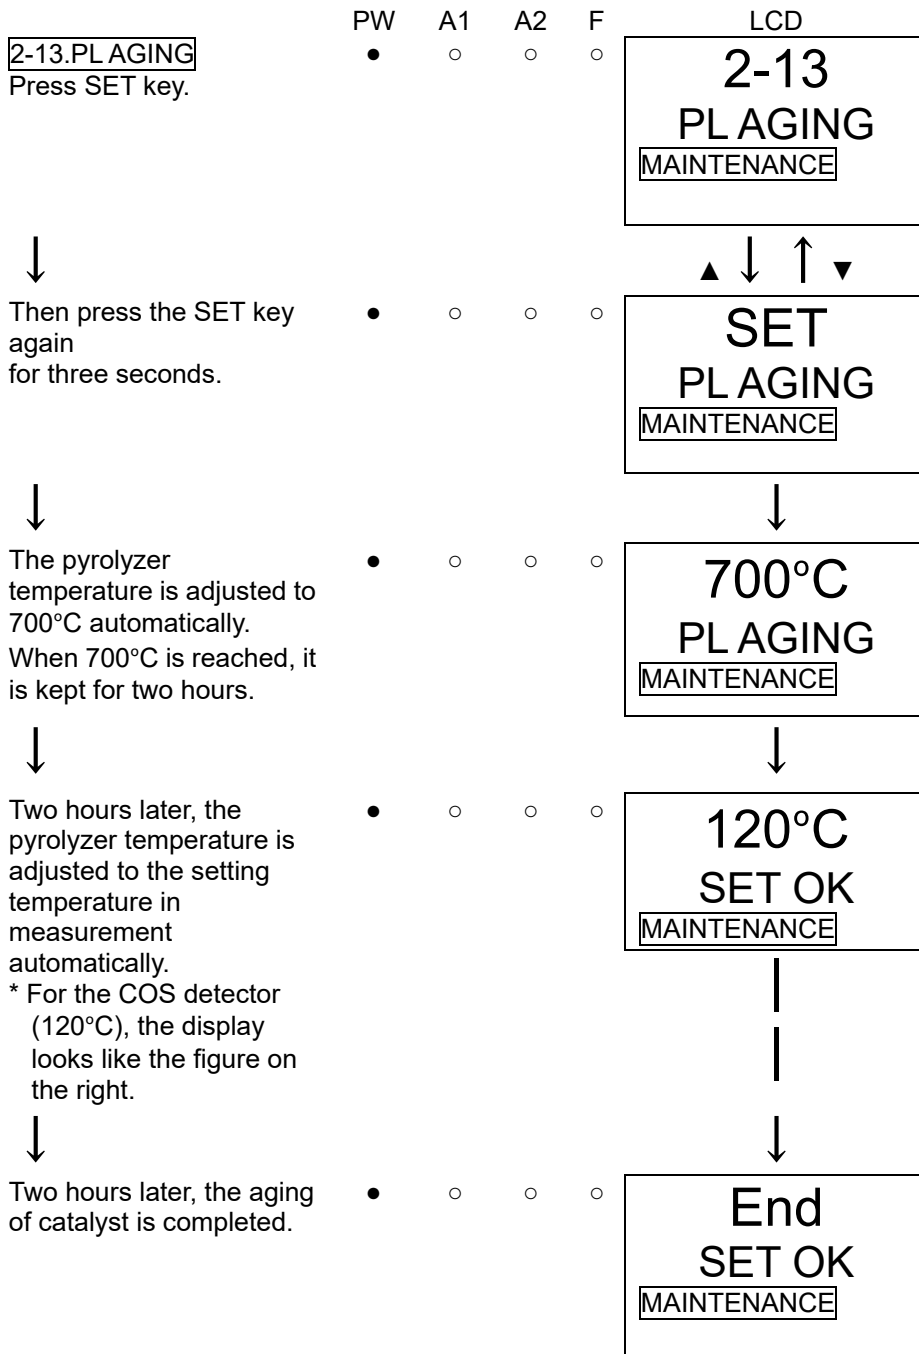 PW A1 A2 F LCD
2-13.PL AGING ● ○ ○ ○ 2-13
Press SET key.
PL AGING
MAINTENANCE
↓ ▲ ↓ ↑ ▼
Then press the SET key ● ○ ○ ○ SET
again
for three seconds.
PL AGING
MAINTENANCE
↓ ↓
The pyrolyzer ● ○ ○ ○ 700°C
temperature is adjusted to
700°C automatically.
When 700°C is reached, it
is kept for two hours.
PL AGING
MAINTENANCE
↓ ↓
Two hours later, the ● ○ ○ ○ 120°C
pyrolyzer temperature is
adjusted to the setting
temperature in
measurement
automatically.
SET OK
MAINTENANCE
* For the COS detector
(120°C), the display
looks like the figure on
the right.
↓ ↓
Two hours later, the aging ● ○ ○ ○ End
of catalyst is completed.
SET OK
MAINTENANCE